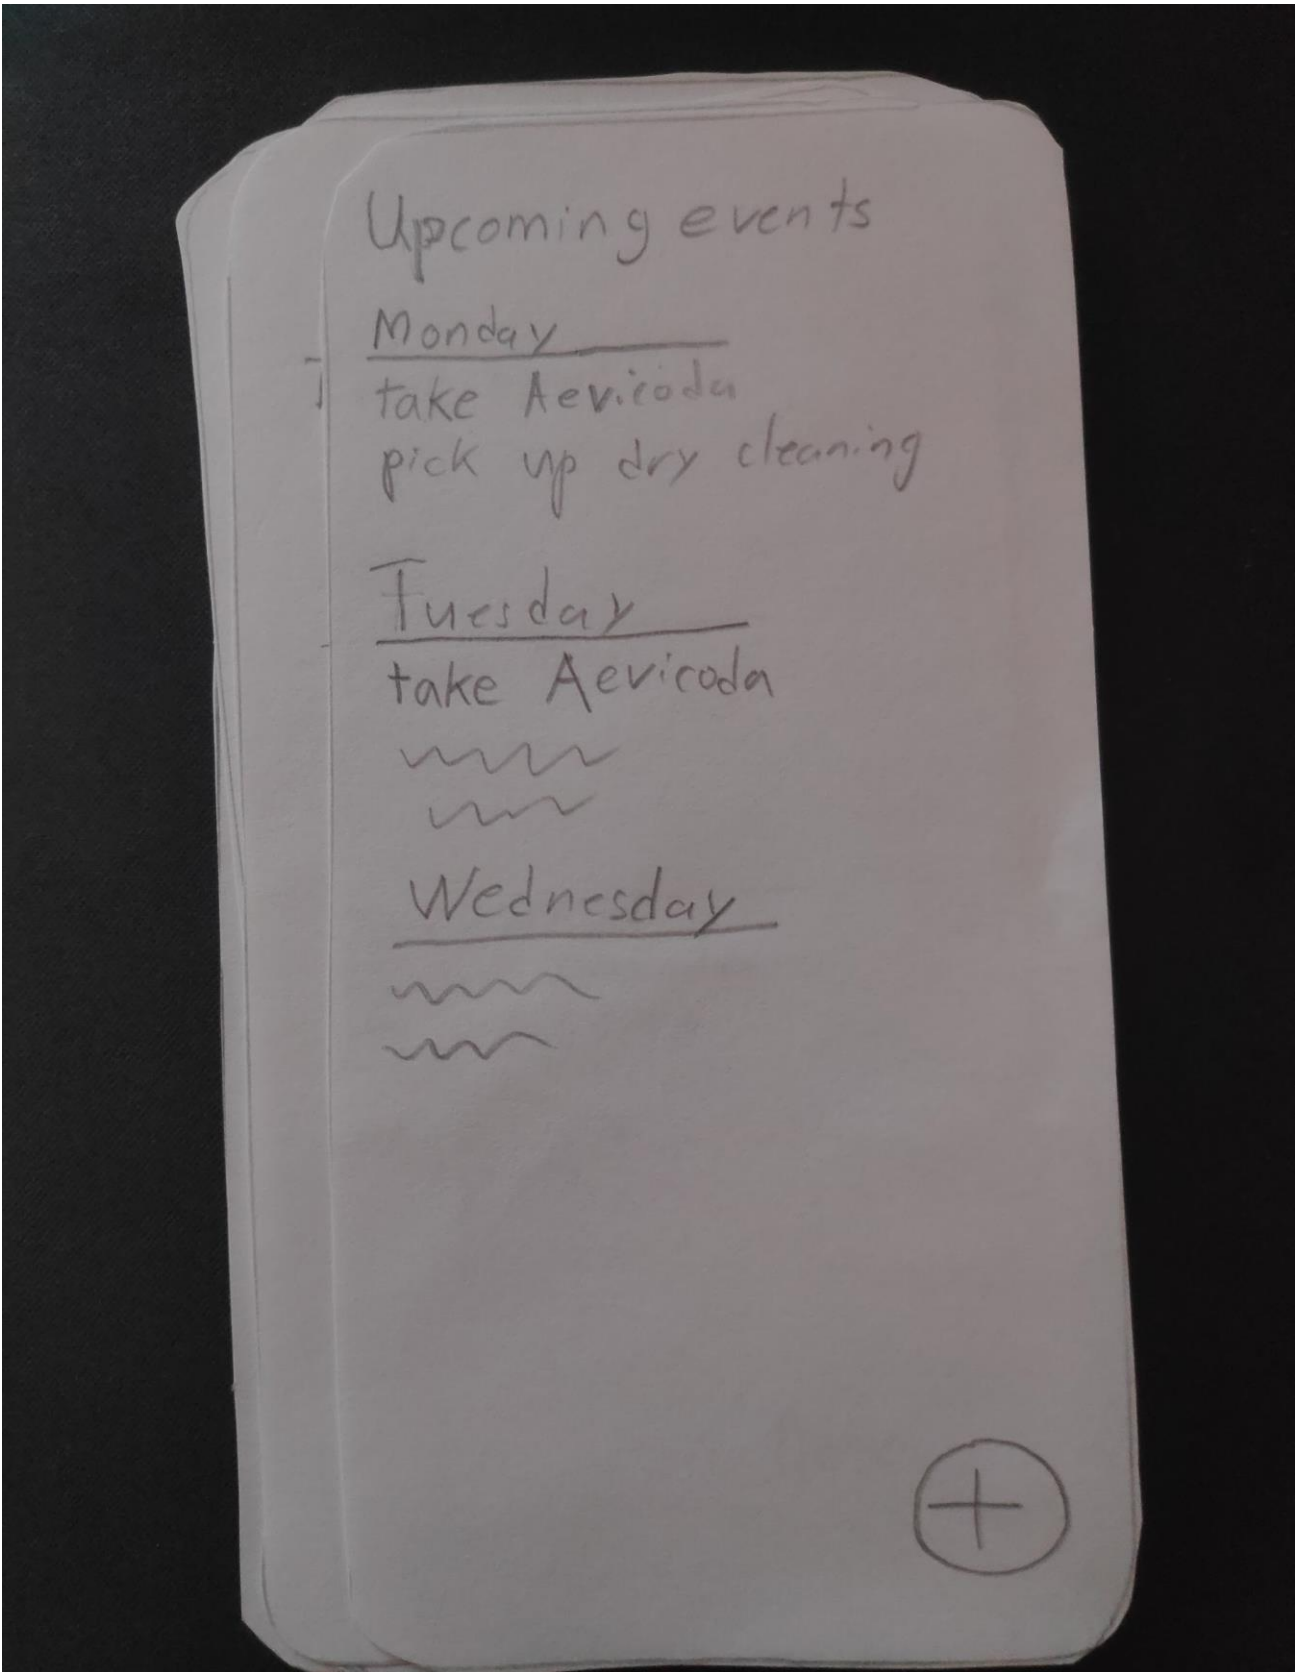 Upcoming events
Monday
take Aevicoda
pick up dry cleaning
Tuesday
take Aevicoda
Wednesday
+